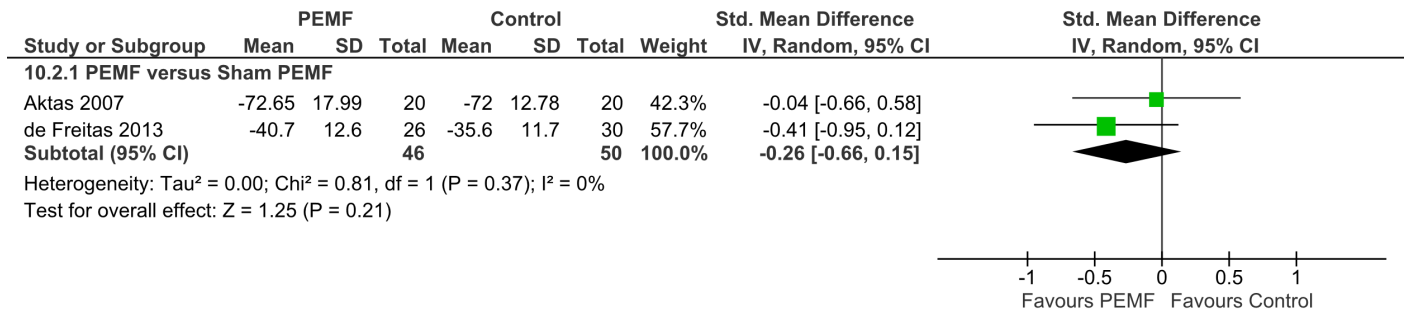 PEMF Control Std. Mean Difference Std. Mean Difference
Study or Subgroup Mean SD Total Mean SD Total Weight IV, Random, 95% CI IV, Random, 95% CI
10.2.1 PEMF versus Sham PEMF
Aktas 2007 -72.65 17.99 20 -72 12.78 20 42.3% -0.04 [-0.66, 0.58]
de Freitas 2013 -40.7 12.6 26 -35.6 11.7 30 57.7% -0.41 [-0.95, 0.12]
Subtotal (95% CI) 46 50 100.0% -0.26 [-0.66, 0.15]
Heterogeneity: Tau² = 0.00; Chi² = 0.81, df = 1 (P = 0.37); I² = 0%
Test for overall effect: Z = 1.25 (P = 0.21)
-1 -0.5 0 0.5 1
Favours PEMF Favours Control